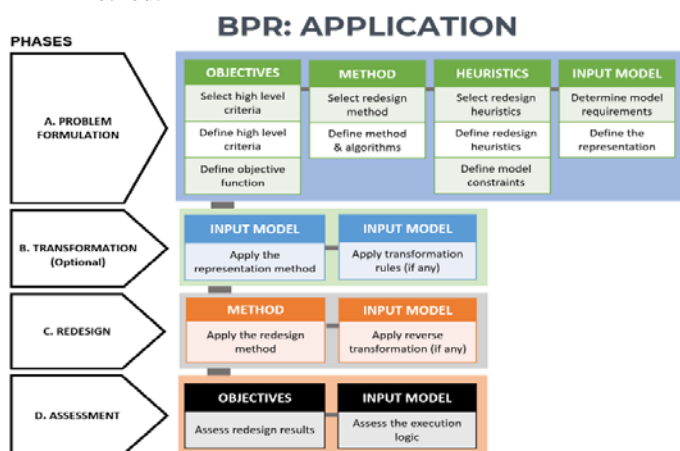 BPR: APPLICATION
PHASES
A. PROBLEM
FORMULATION
OBJECTIVES
Select high level
criteria
Define high level
criteria
Define objective
function
METHOD
Select redesign
method
Define method
& algorithms
HEURISTICS
Select redesign
heuristics
Define redesign
heuristics
Define model
constraints
INPUT MODEL
Determine model
requirements
Define the
representation
B. TRANSFORMATION
(Optional)
INPUT MODEL
Apply the
representation method
INPUT MODEL
Apply transformation
rules (if any)
C. REDESIGN
METHOD
Apply the redesign
method
INPUT MODEL
Apply reverse
transformation (if any)
D. ASSESSMENT
OBJECTIVES
Assess redesign results
INPUT MODEL
Assess the execution
logic